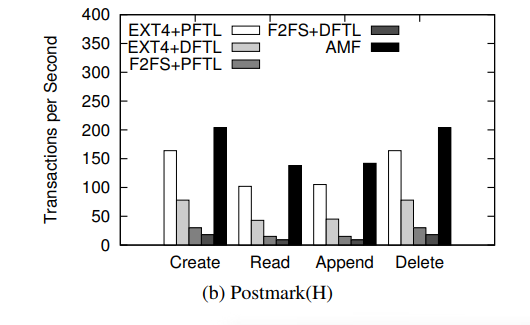 400
350
300
250
200
150
100
50
0
Transactions per Second
EXT4+PFTL
EXT4+DFTL
F2FS+PFTL
F2FS+DFTL
AMF
Create Read Append Delete
(b) Postmark(H)